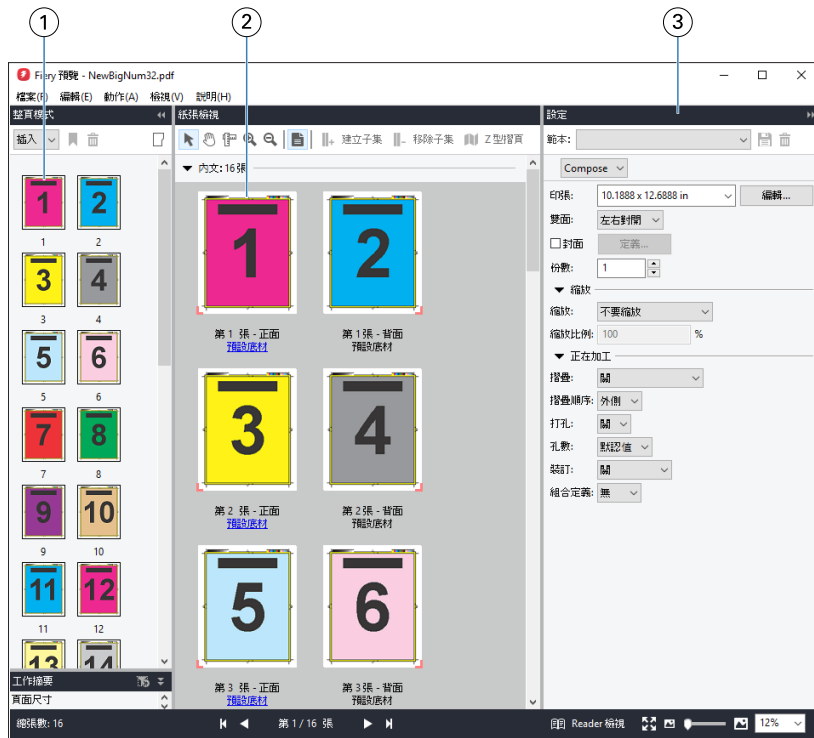 1
2
3
Fiery 預覽 - NewBigNum32.pdf
檔案(F) 編輯(E) 動作(A) 檢視(V) 說明(H)
整頁模式
紙張檢視
設定
插入
建立子集 移除子集 Z 型摺頁
範本:
內文: 16張
Compose
印張: 10.1888 x 12.6888 in 編輯...
雙面: 左右對開
封面 定義...
份數: 1
縮放
縮放: 不要縮放
縮放比例: 100 %
正在加工
摺疊: 關
摺疊順序: 外側
打孔: 關
孔數: 默認值
裝訂: 關
組合定義: 無
1 2
1 2
3 4
3 4
5 6
5 6
7 8
7 8
9 10
9 10
11 12
11 12
13 14
1 2
第 1 張 - 正面 第 1 張 - 背面
預設底材 預設底材
3 4
第 2 張 - 正面 第 2 張 - 背面
預設底材 預設底材
5 6
第 3 張 - 正面 第 3 張 - 背面
預設底材 預設底材
工作摘要
頁面尺寸
總張數: 16
第 1 / 16 張
Reader 檢視
12%